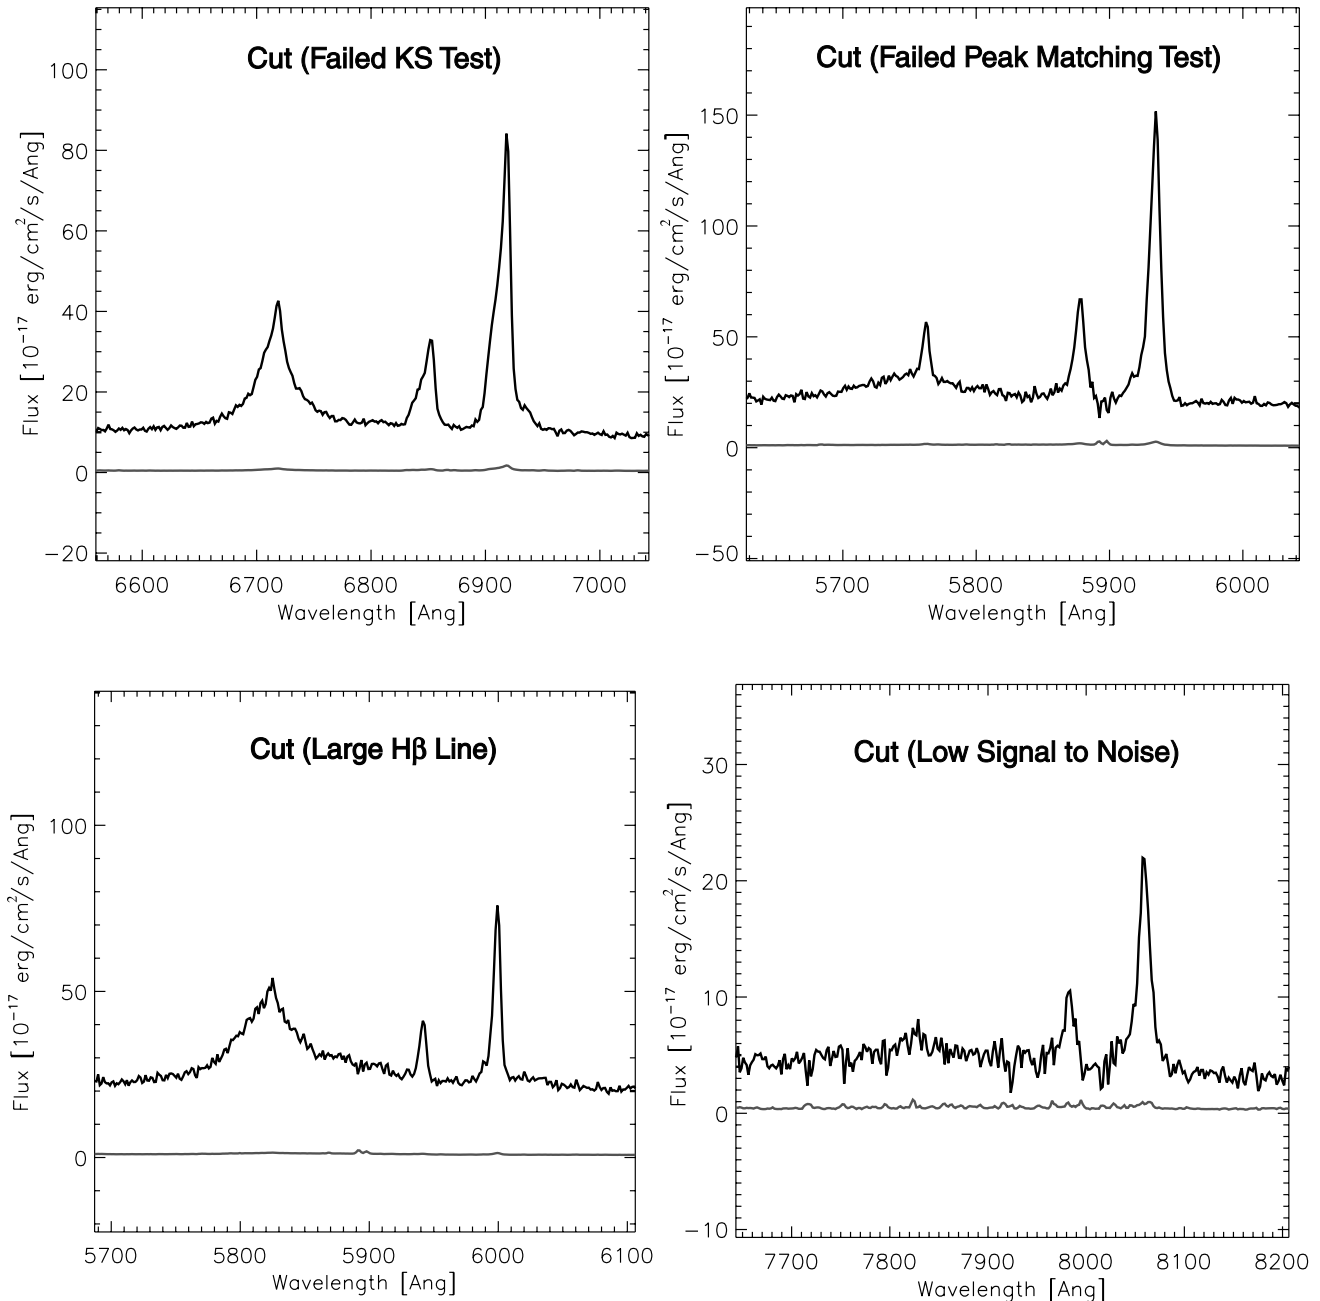 Cut (Failed KS Test)
100
80
60
40
20
0
−20
Flux [10⁻¹⁷ erg/cm²/s/Ang]
6600 6700 6800 6900 7000
Wavelength [Ang]
Cut (Failed Peak Matching Test)
150
100
50
0
−50
Flux [10⁻¹⁷ erg/cm²/s/Ang]
5700 5800 5900 6000
Wavelength [Ang]
Cut (Large Hβ Line)
100
50
0
Flux [10⁻¹⁷ erg/cm²/s/Ang]
5700 5800 5900 6000 6100
Wavelength [Ang]
Cut (Low Signal to Noise)
30
20
10
0
−10
Flux [10⁻¹⁷ erg/cm²/s/Ang]
7700 7800 7900 8000 8100 8200
Wavelength [Ang]